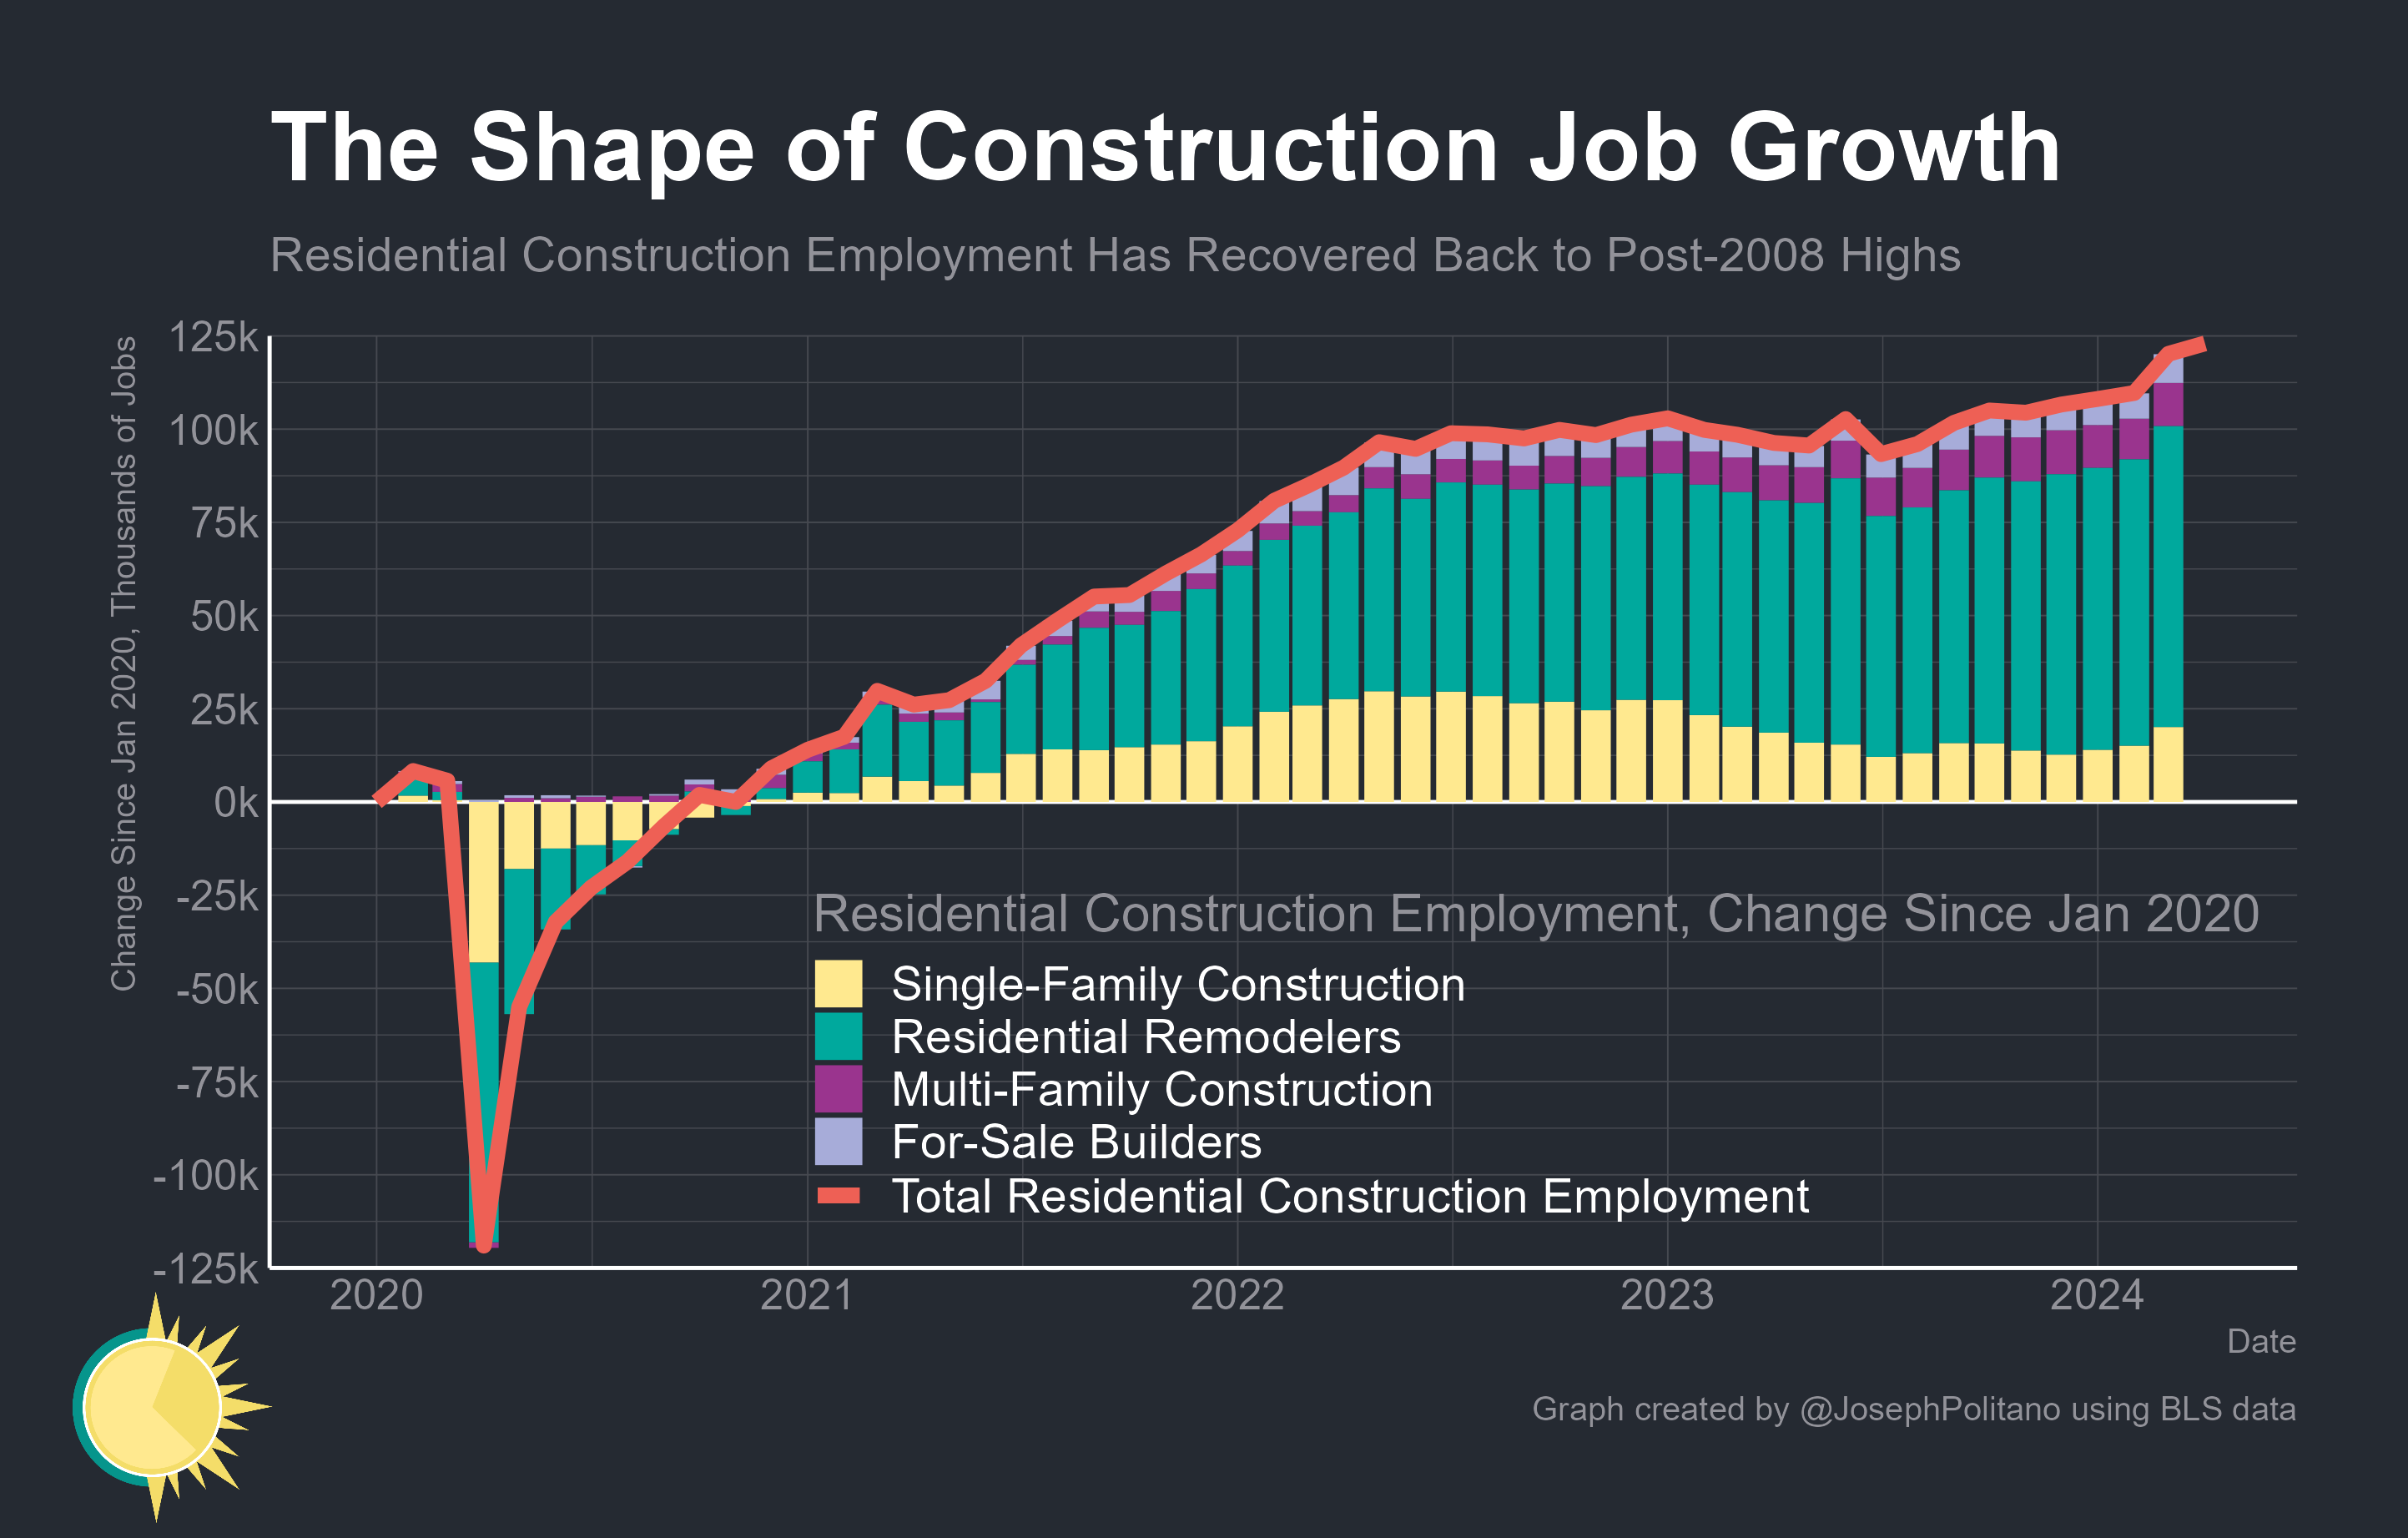 The Shape of Construction Job Growth
Residential Construction Employment Has Recovered Back to Post-2008 Highs
Change Since Jan 2020, Thousands of Jobs
125k
100k
75k
50k
25k
0k
-25k
-50k
-75k
-100k
-125k
Residential Construction Employment, Change Since Jan 2020
Single-Family Construction
Residential Remodelers
Multi-Family Construction
For-Sale Builders
Total Residential Construction Employment
2020 2021 2022 2023 2024
Date
Graph created by @JosephPolitano using BLS data